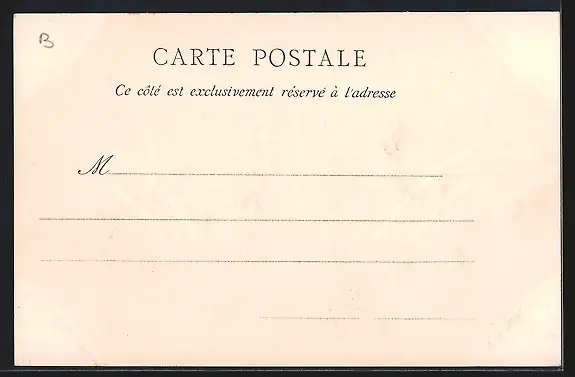 B
CARTE POSTALE
Ce côté est exclusivement réservé à l'adresse
M